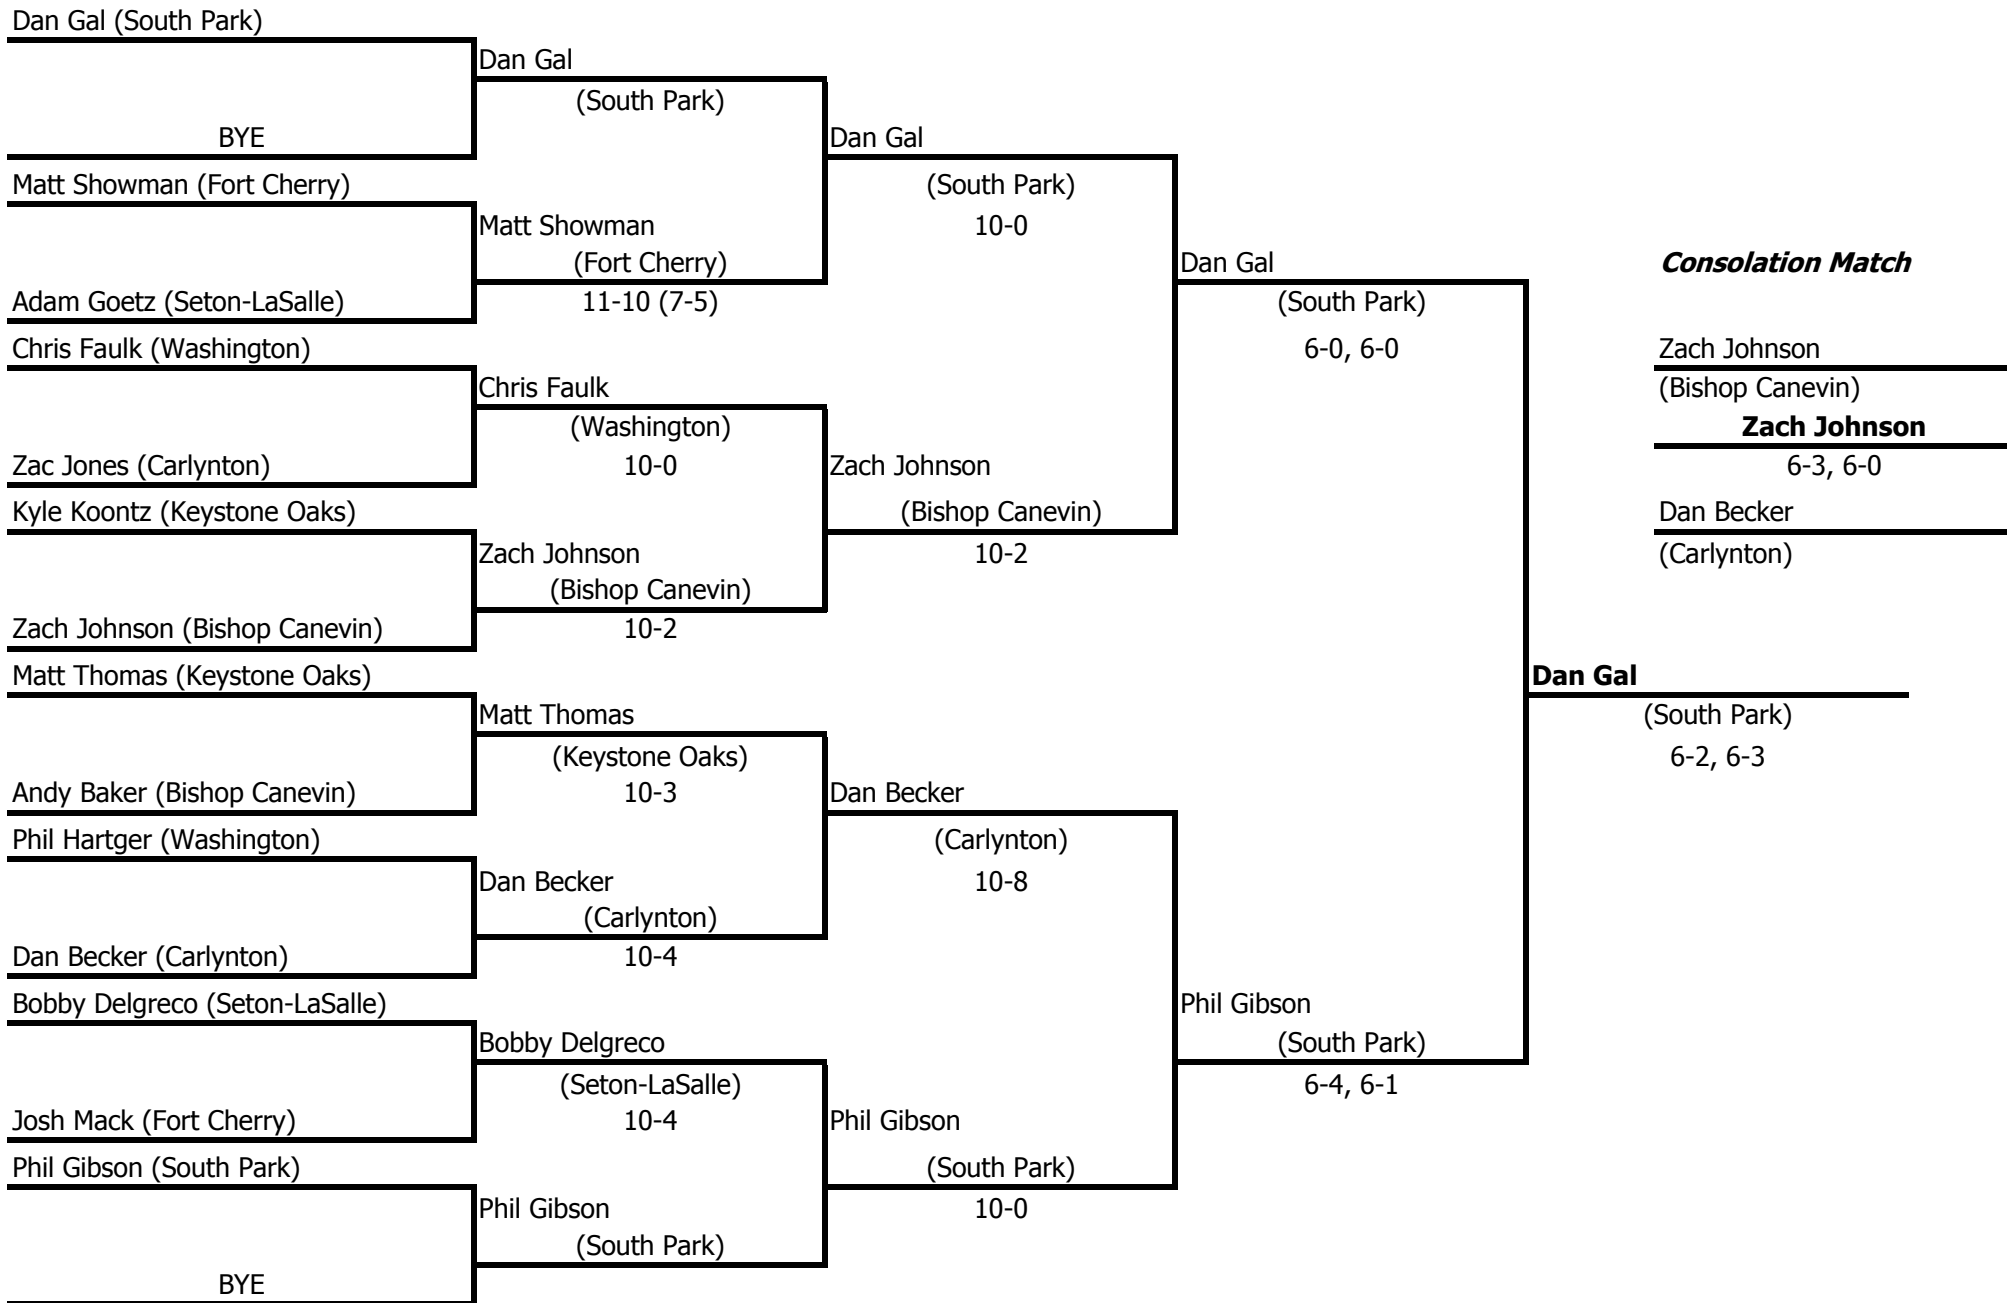 Dan Gal (South Park)
BYE
Matt Showman (Fort Cherry)
Adam Goetz (Seton-LaSalle)
Chris Faulk (Washington)
Zac Jones (Carlynton)
Kyle Koontz (Keystone Oaks)
Zach Johnson (Bishop Canevin)
Matt Thomas (Keystone Oaks)
Andy Baker (Bishop Canevin)
Phil Hartger (Washington)
Dan Becker (Carlynton)
Bobby Delgreco (Seton-LaSalle)
Josh Mack (Fort Cherry)
Phil Gibson (South Park)
BYE
Dan Gal
(South Park)
Matt Showman
(Fort Cherry)
11-10 (7-5)
Chris Faulk
(Washington)
10-0
Zach Johnson
(Bishop Canevin)
10-2
Matt Thomas
(Keystone Oaks)
10-3
Dan Becker
(Carlynton)
10-4
Bobby Delgreco
(Seton-LaSalle)
10-4
Phil Gibson
(South Park)
Dan Gal
(South Park)
10-0
Zach Johnson
(Bishop Canevin)
10-2
Dan Becker
(Carlynton)
10-8
Phil Gibson
(South Park)
10-0
Dan Gal
(South Park)
6-0, 6-0
Phil Gibson
(South Park)
6-4, 6-1
Dan Gal
(South Park)
6-2, 6-3
Consolation Match
Zach Johnson
(Bishop Canevin)
Zach Johnson
6-3, 6-0
Dan Becker
(Carlynton)